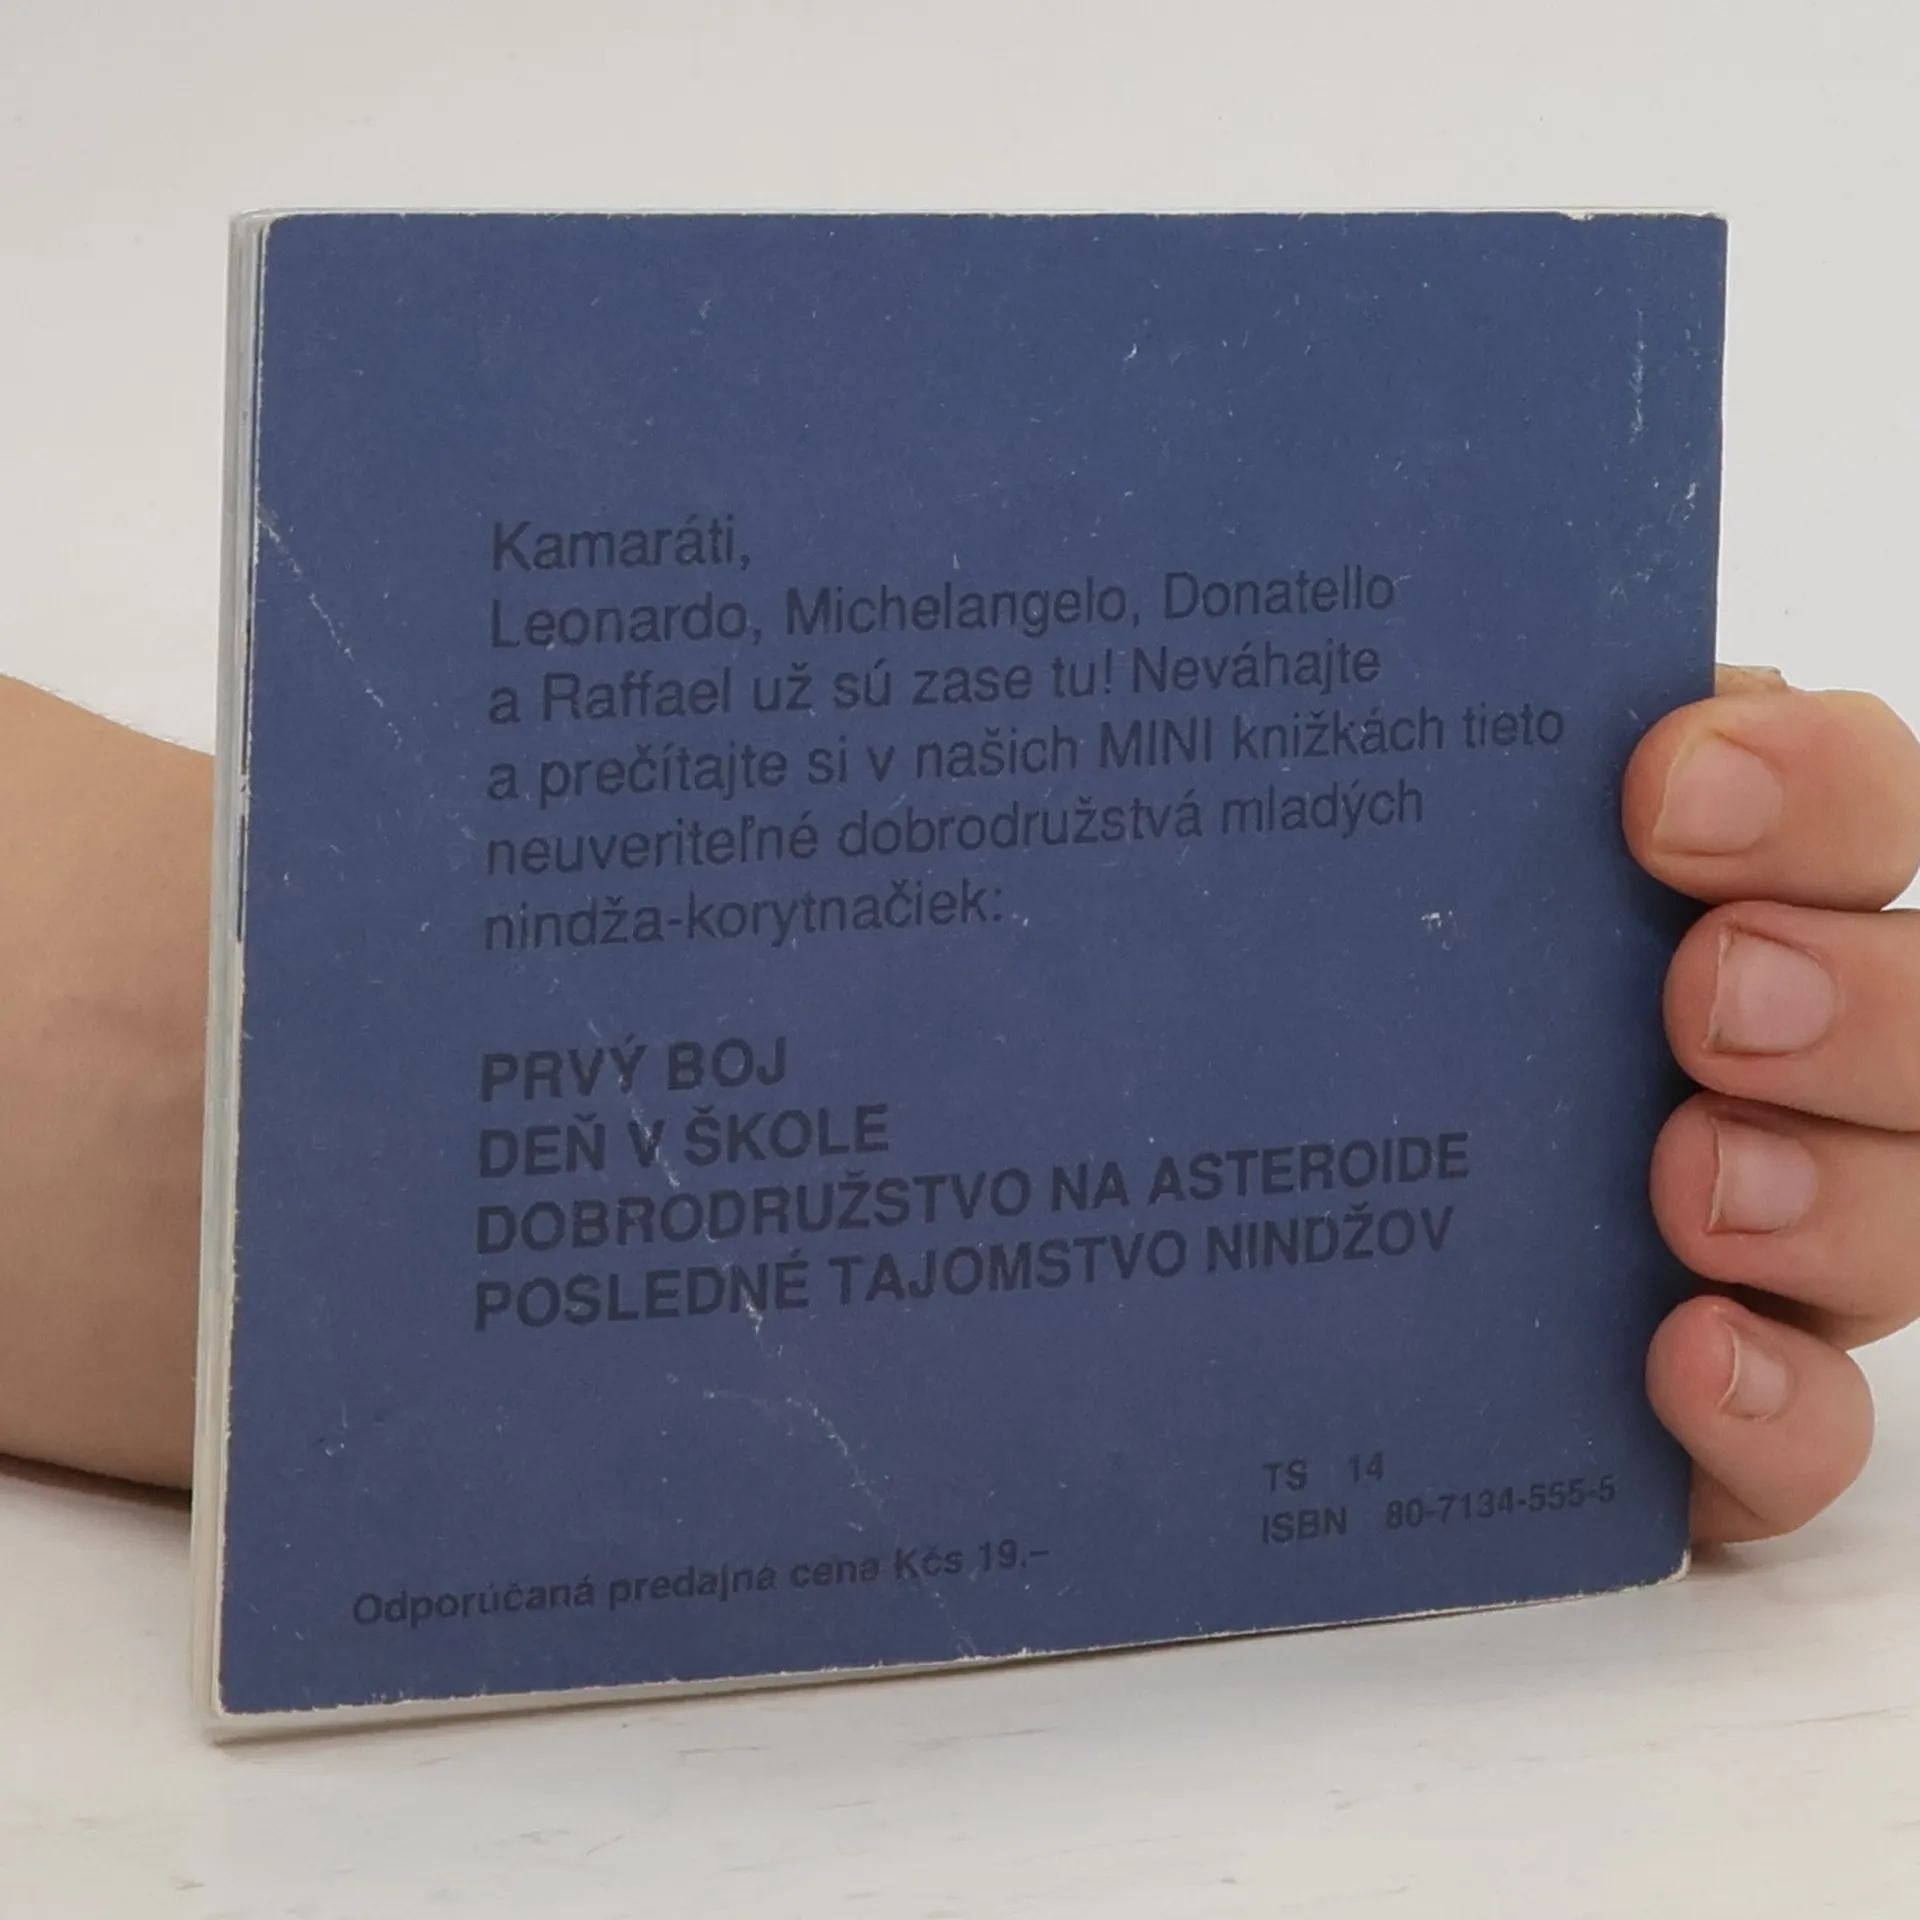 Kamaráti,
Leonardo, Michelangelo, Donatello
a Raffael už sú zase tu! Neváhajte
a prečítajte si v našich MINI knižkách tieto
neuveriteľné dobrodružstvá mladých
nindža-korytnačiek:
PRVÝ BOJ
DEŇ V ŠKOLE
DOBRODRUŽSTVO NA ASTEROIDE
POSLEDNÉ TAJOMSTVO NINDŽOV
TS 14
ISBN 80-7134-555-5
Odporúčaná predajná cena Kčs 19.–